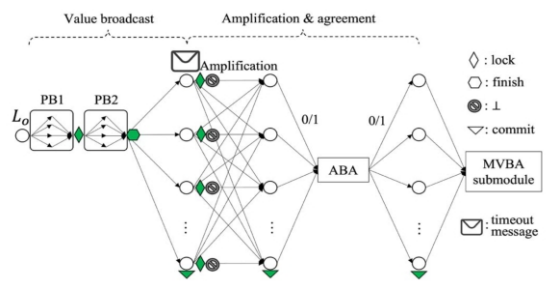 Value broadcast
Amplification & agreement
Amplification
: lock
: finish
: ⊥
: commit
PB1
PB2
Lo
0/1
0/1
ABA
MVBA
submodule
: timeout
message